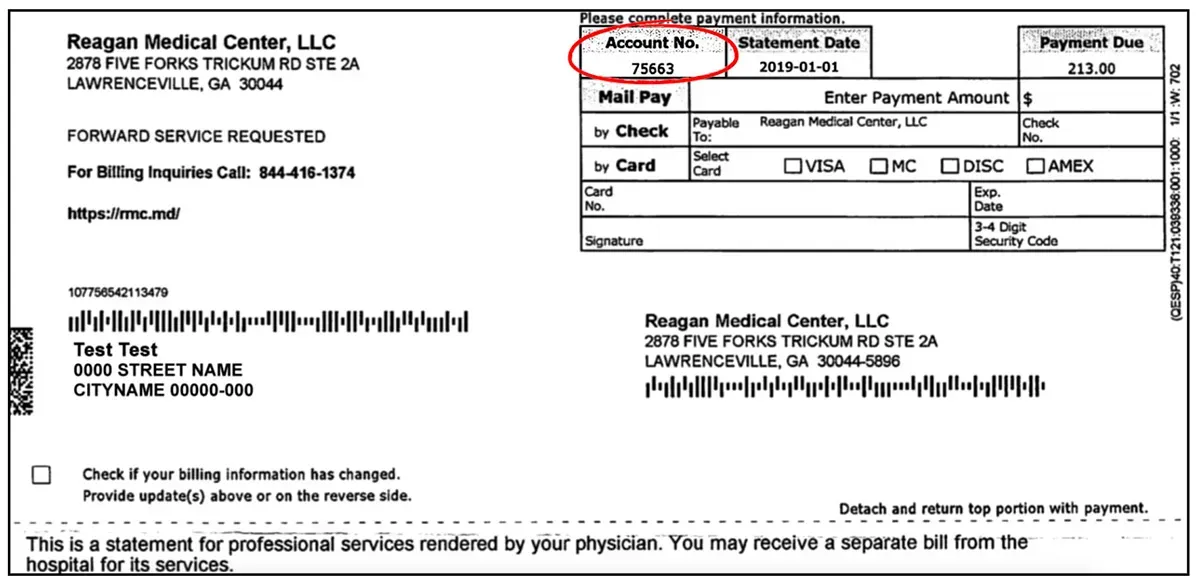 Reagan Medical Center, LLC
2878 FIVE FORKS TRICKUM RD STE 2A
LAWRENCEVILLE, GA 30044
FORWARD SERVICE REQUESTED
For Billing Inquiries Call: 844-416-1374
https://rmc.md/
Please complete payment information.
Account No. Statement Date Payment Due
75663 2019-01-01 213.00
Mail Pay Enter Payment Amount $
by Check Payable To: Reagan Medical Center, LLC Check No.
by Card Select Card VISA MC DISC AMEX
Card No. Exp. Date
Signature 3-4 Digit Security Code
(QESP)40:T121:039336:001:1000: 1/1 :W: 702
107756542113479
Test Test
0000 STREET NAME
CITYNAME 00000-000
Reagan Medical Center, LLC
2878 FIVE FORKS TRICKUM RD STE 2A
LAWRENCEVILLE, GA 30044-5896
Check if your billing information has changed.
Provide update(s) above or on the reverse side.
Detach and return top portion with payment.
This is a statement for professional services rendered by your physician. You may receive a separate bill from the
hospital for its services.